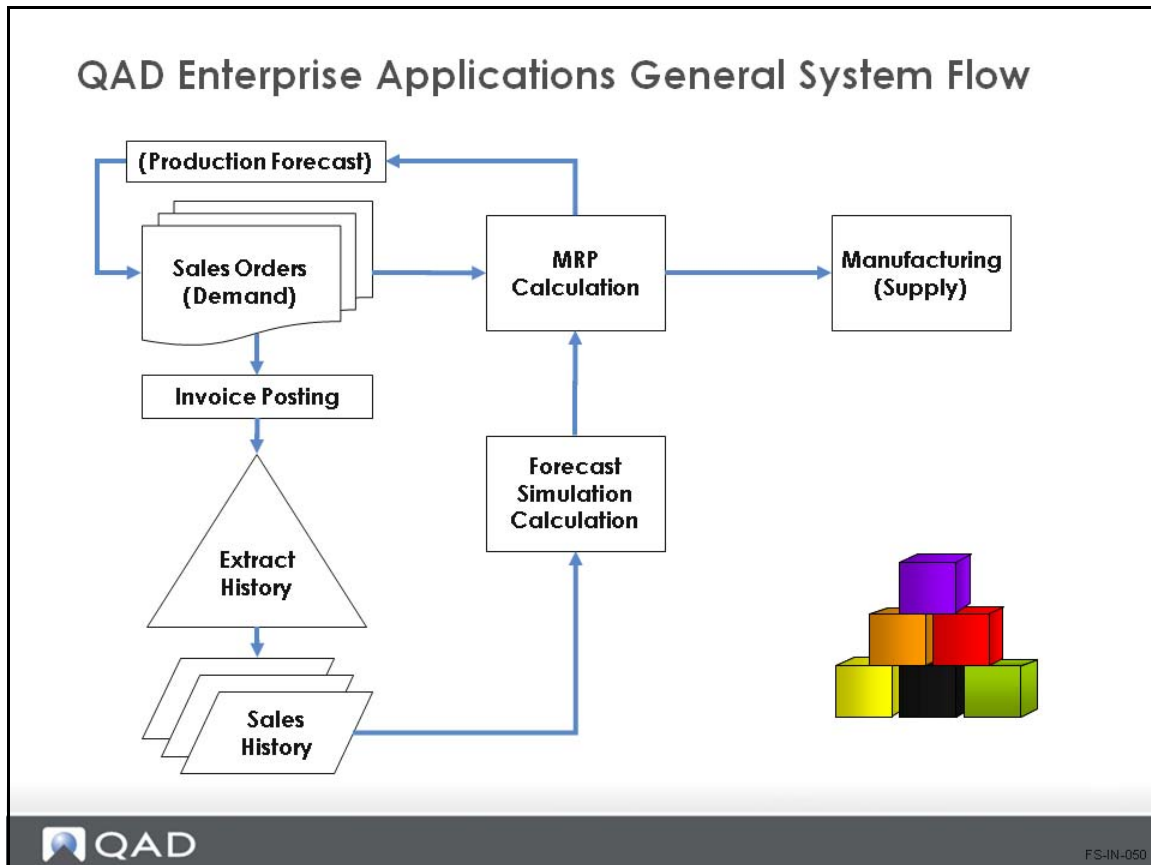 QAD Enterprise Applications General System Flow
(Production Forecast)
Sales Orders
(Demand)
MRP
Calculation
Manufacturing
(Supply)
Invoice Posting
Forecast
Simulation
Calculation
Extract
History
Sales
History
QAD
FS-IN-050